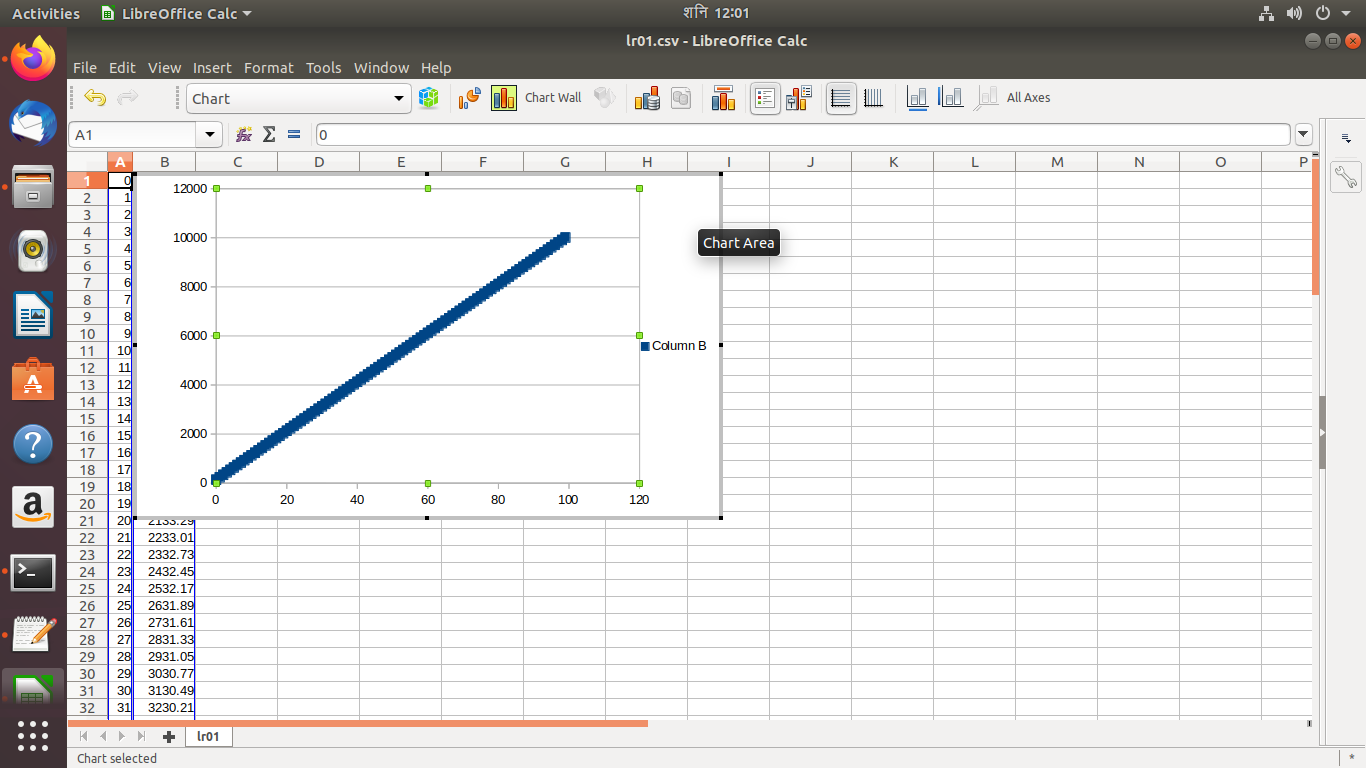 Activities LibreOffice Calc शनि 12:01
lr01.csv - LibreOffice Calc
File Edit View Insert Format Tools Window Help
Chart Chart Wall All Axes
A1 fx Σ = 0
A B C D E F G H I J K L M N O P
1 0
2 1
3 2
4 3
5 4
6 5
7 6
8 7
9 8
10 9
11 10
12 11
13 12
14 13
15 14
16 15
17 16
18 17
19 18
20 19
21 20 2133.29
22 21 2233.01
23 22 2332.73
24 23 2432.45
25 24 2532.17
26 25 2631.89
27 26 2731.61
28 27 2831.33
29 28 2931.05
30 29 3030.77
31 30 3130.49
32 31 3230.21
12000
10000
8000
6000
4000
2000
0
0 20 40 60 80 100 120
Column B
Chart Area
lr01
Chart selected *